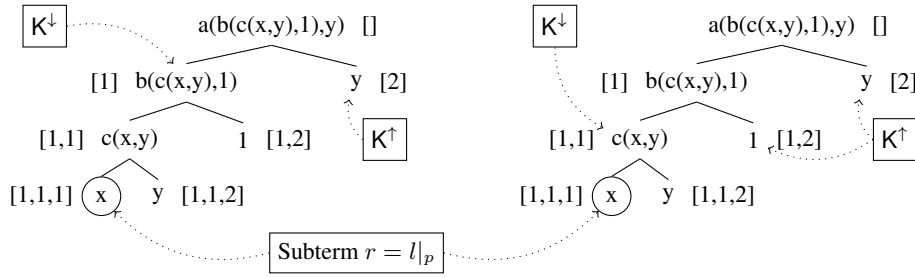 K↓ a(b(c(x,y),1),y) [] K↓ a(b(c(x,y),1),y) []
[1] b(c(x,y),1) y [2] [1] b(c(x,y),1) y [2]
[1,1] c(x,y) 1 [1,2] K↑ [1,1] c(x,y) 1 [1,2] K↑
[1,1,1] x y [1,1,2] [1,1,1] x y [1,1,2]
Subterm r = l|p